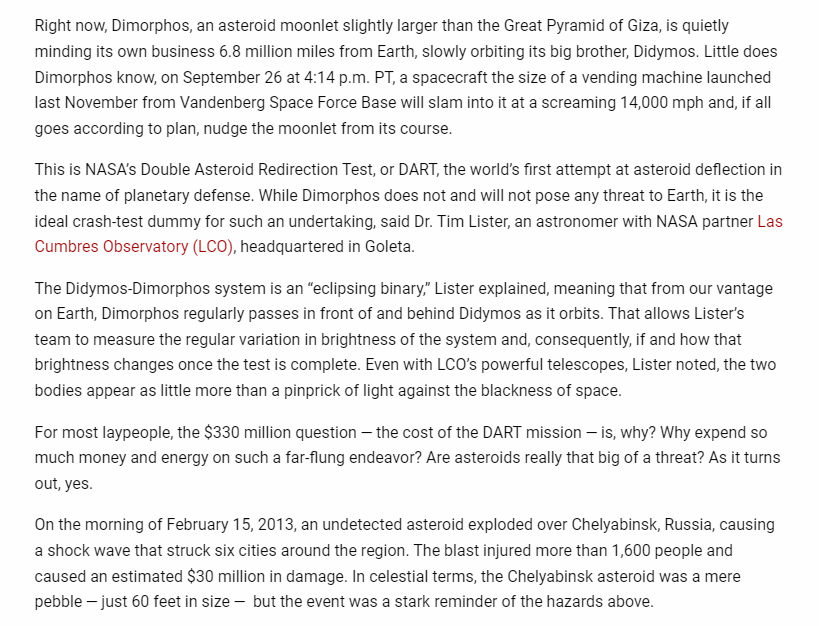 Right now, Dimorphos, an asteroid moonlet slightly larger than the Great Pyramid of Giza, is quietly
minding its own business 6.8 million miles from Earth, slowly orbiting its big brother, Didymos. Little does
Dimorphos know, on September 26 at 4:14 p.m. PT, a spacecraft the size of a vending machine launched
last November from Vandenberg Space Force Base will slam into it at a screaming 14,000 mph and, if all
goes according to plan, nudge the moonlet from its course.
This is NASA’s Double Asteroid Redirection Test, or DART, the world’s first attempt at asteroid deflection in
the name of planetary defense. While Dimorphos does not and will not pose any threat to Earth, it is the
ideal crash-test dummy for such an undertaking, said Dr. Tim Lister, an astronomer with NASA partner Las
Cumbres Observatory (LCO), headquartered in Goleta.
The Didymos-Dimorphos system is an “eclipsing binary,” Lister explained, meaning that from our vantage
on Earth, Dimorphos regularly passes in front of and behind Didymos as it orbits. That allows Lister’s
team to measure the regular variation in brightness of the system and, consequently, if and how that
brightness changes once the test is complete. Even with LCO’s powerful telescopes, Lister noted, the two
bodies appear as little more than a pinprick of light against the blackness of space.
For most laypeople, the $330 million question — the cost of the DART mission — is, why? Why expend so
much money and energy on such a far-flung endeavor? Are asteroids really that big of a threat? As it turns
out, yes.
On the morning of February 15, 2013, an undetected asteroid exploded over Chelyabinsk, Russia, causing
a shock wave that struck six cities around the region. The blast injured more than 1,600 people and
caused an estimated $30 million in damage. In celestial terms, the Chelyabinsk asteroid was a mere
pebble — just 60 feet in size — but the event was a stark reminder of the hazards above.